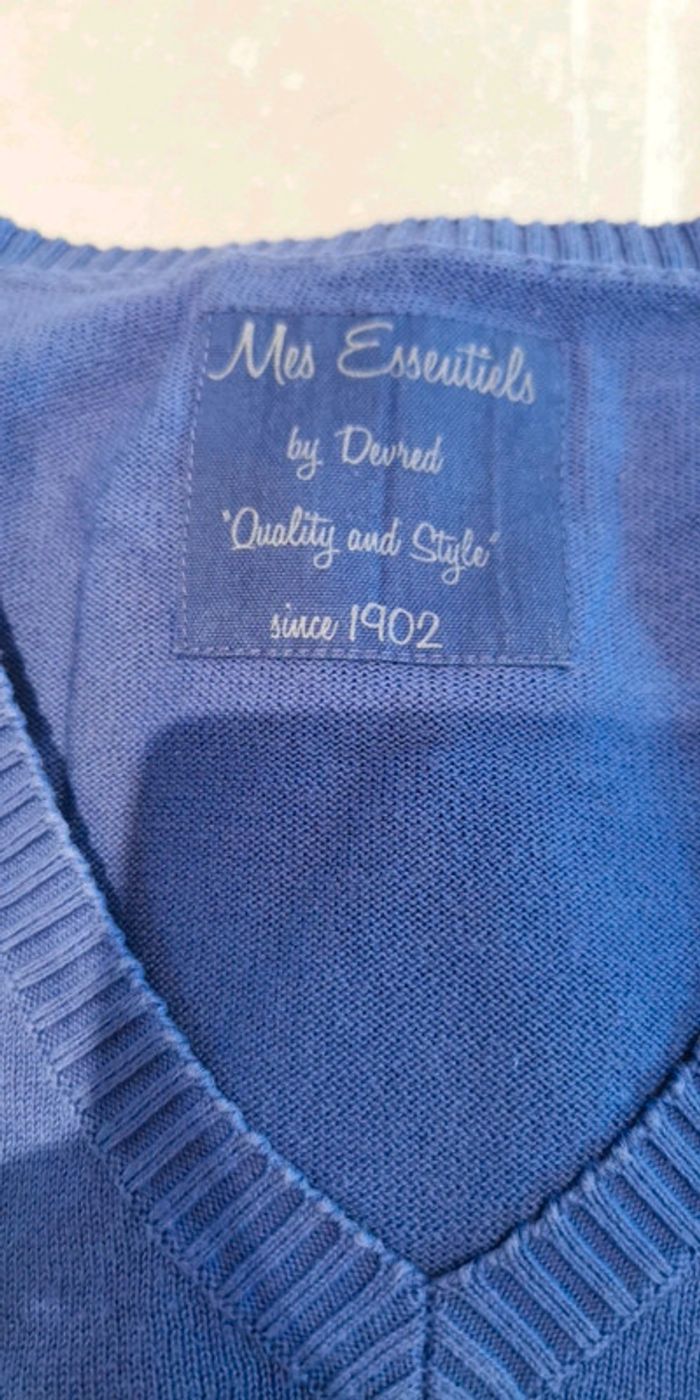 Mes Essentiels
by Devred
"Quality and Style"
since 1902